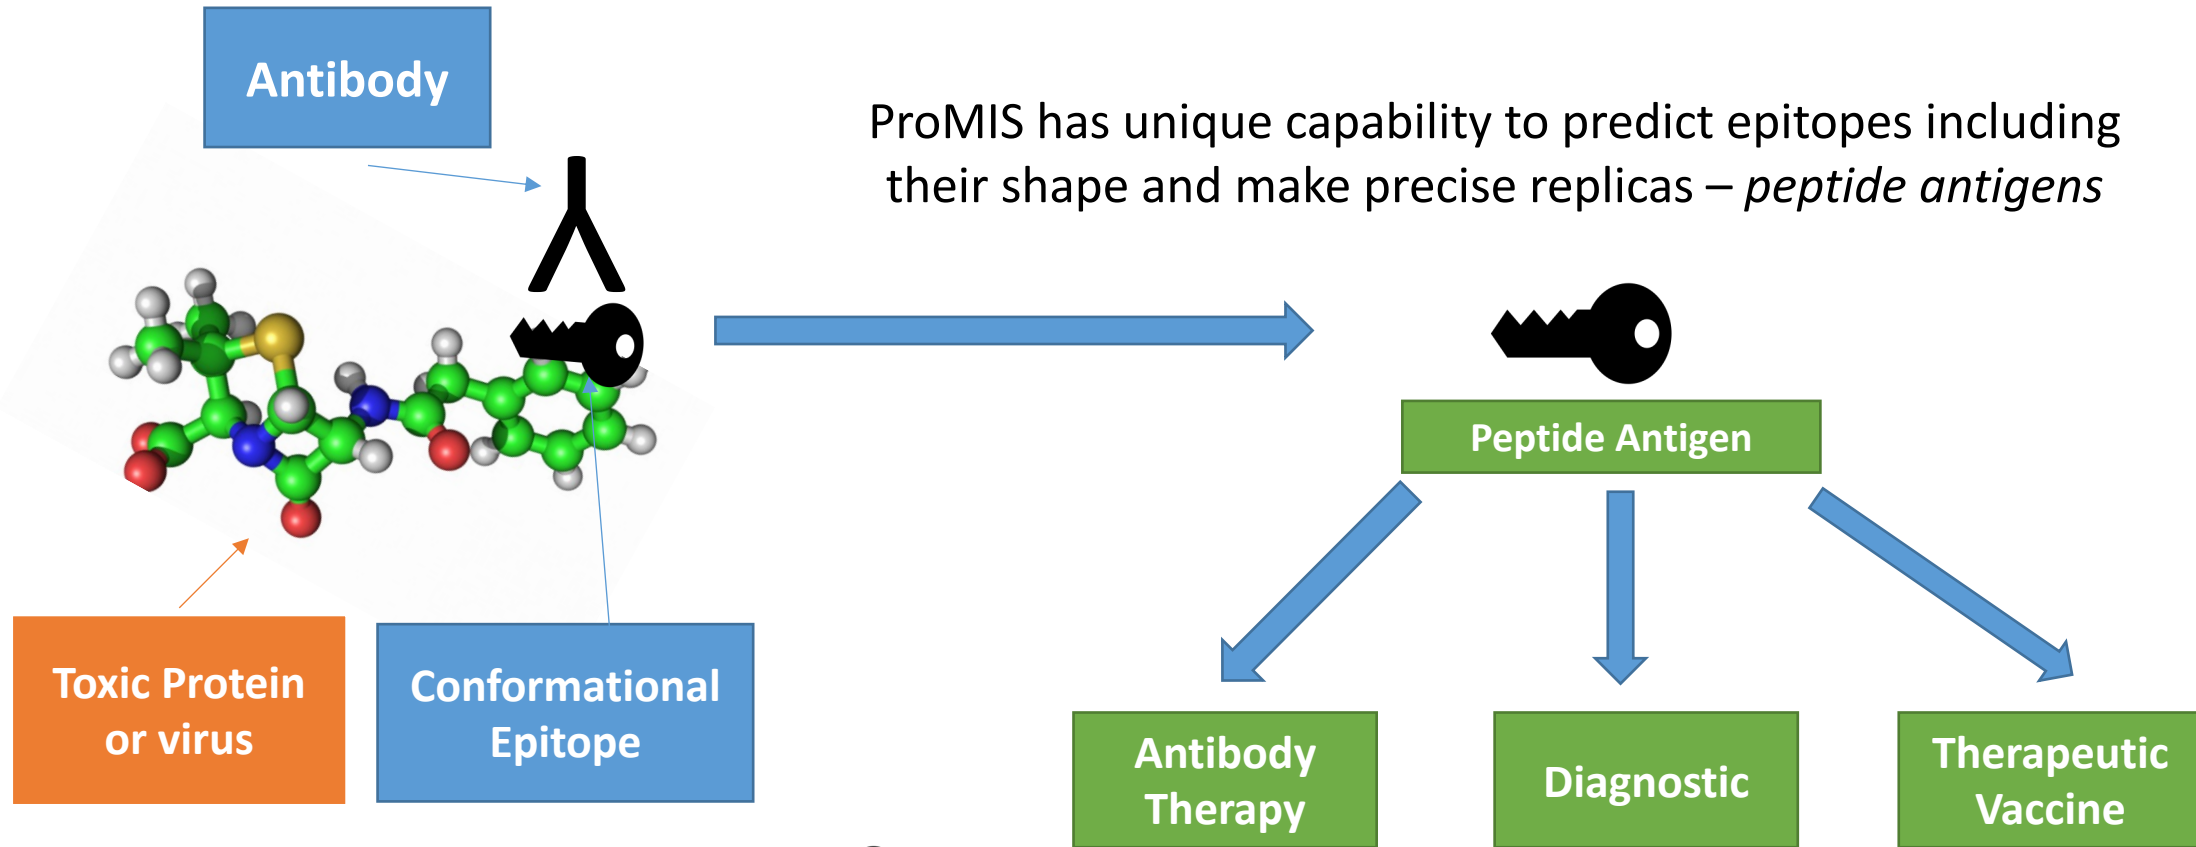 Antibody
ProMIS has unique capability to predict epitopes including
their shape and make precise replicas – peptide antigens
Peptide Antigen
Toxic Protein
or virus
Conformational
Epitope
Antibody
Therapy
Diagnostic
Therapeutic
Vaccine